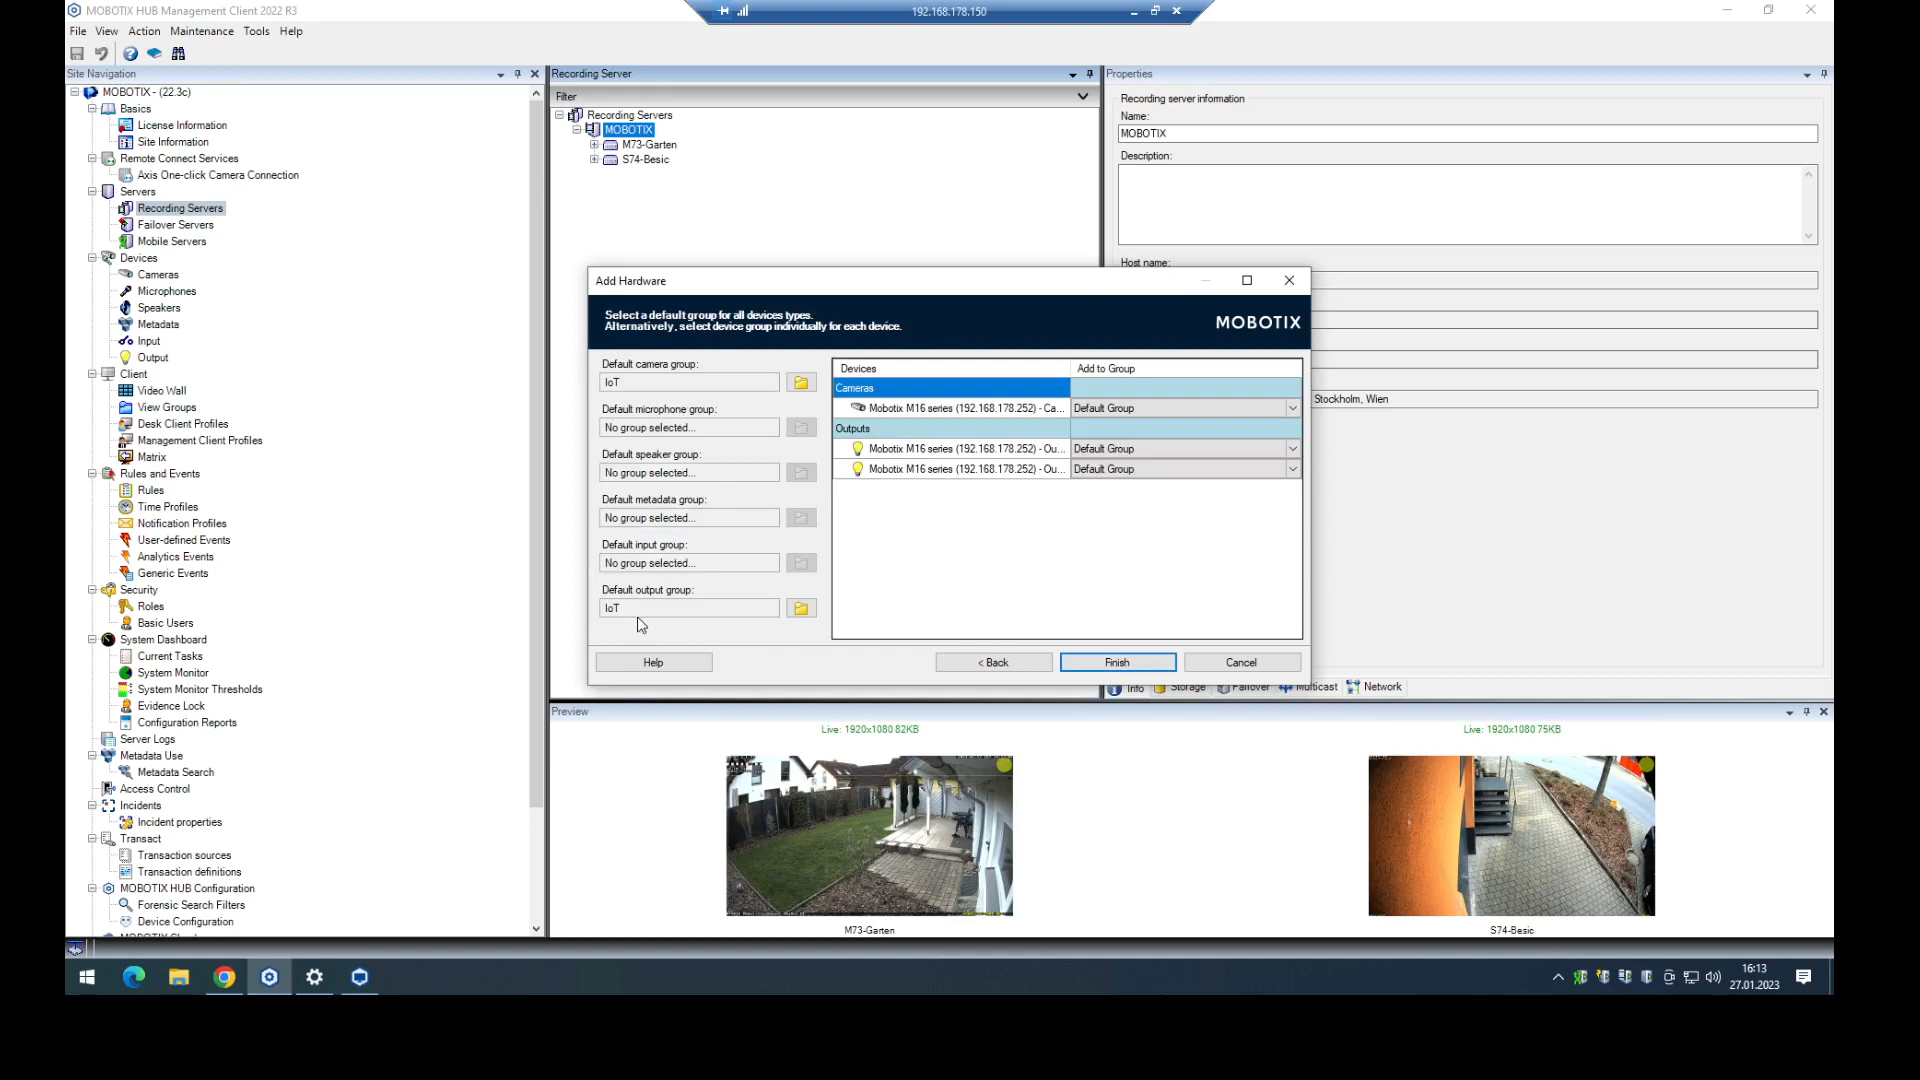 MOBOTIX HUB Management Client 2022 R3
192.168.178.150
File View Action Maintenance Tools Help
Site Navigation
MOBOTIX - (22.3c)
Basics
License Information
Site Information
Remote Connect Services
Axis One-click Camera Connection
Servers
Recording Servers
Failover Servers
Mobile Servers
Devices
Cameras
Microphones
Speakers
Metadata
Input
Output
Client
Video Wall
View Groups
Desk Client Profiles
Management Client Profiles
Matrix
Rules and Events
Rules
Time Profiles
Notification Profiles
User-defined Events
Analytics Events
Generic Events
Security
Roles
Basic Users
System Dashboard
Current Tasks
System Monitor
System Monitor Thresholds
Evidence Lock
Configuration Reports
Server Logs
Metadata Use
Metadata Search
Access Control
Incidents
Incident properties
Transact
Transaction sources
Transaction definitions
MOBOTIX HUB Configuration
Forensic Search Filters
Device Configuration
Recording Server
Filter
Recording Servers
MOBOTIX
M73-Garten
S74-Besic
Properties
Recording server information
Name:
MOBOTIX
Description:
Host name:
Stockholm, Wien
Info Storage Failover Multicast Network
Add Hardware
Select a default group for all devices types.
Alternatively, select device group individually for each device.
MOBOTIX
Default camera group:
IoT
Default microphone group:
No group selected...
Default speaker group:
No group selected...
Default metadata group:
No group selected...
Default input group:
No group selected...
Default output group:
IoT
Devices Add to Group
Cameras
Mobotix M16 series (192.168.178.252) - Ca... Default Group
Outputs
Mobotix M16 series (192.168.178.252) - Ou... Default Group
Mobotix M16 series (192.168.178.252) - Ou... Default Group
Help < Back Finish Cancel
Preview
Live: 1920x1080 82KB
Live: 1920x1080 75KB
M73-Garten
S74-Besic
16:13
27.01.2023